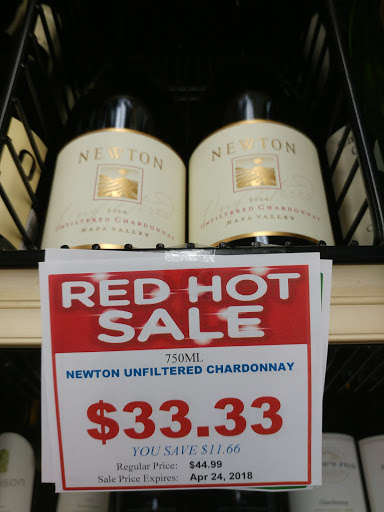 NEWTON
UNFILTERED CHARDONNAY
NAPA VALLEY
NEWTON
UNFILTERED CHARDONNAY
NAPA VALLEY
RED HOT
SALE
750ML
NEWTON UNFILTERED CHARDONNAY
$33.33
YOU SAVE $11.66
Regular Price: $44.99
Sale Price Expires: Apr 24, 2018